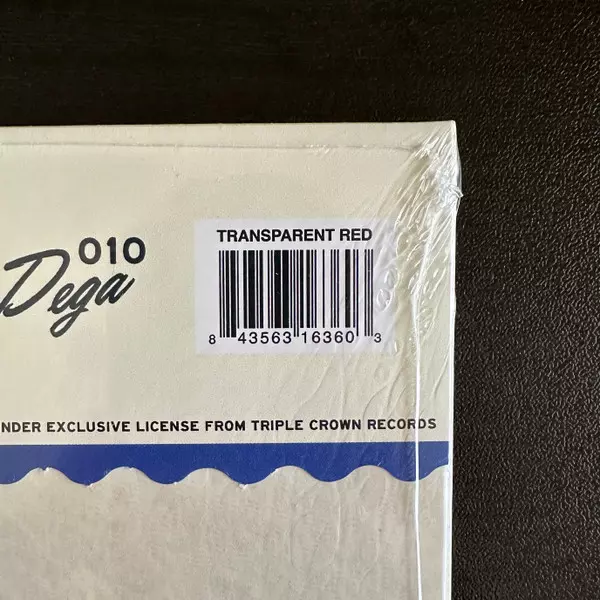 010
Dega
TRANSPARENT RED
8 43563 16360 3
NDER EXCLUSIVE LICENSE FROM TRIPLE CROWN RECORDS